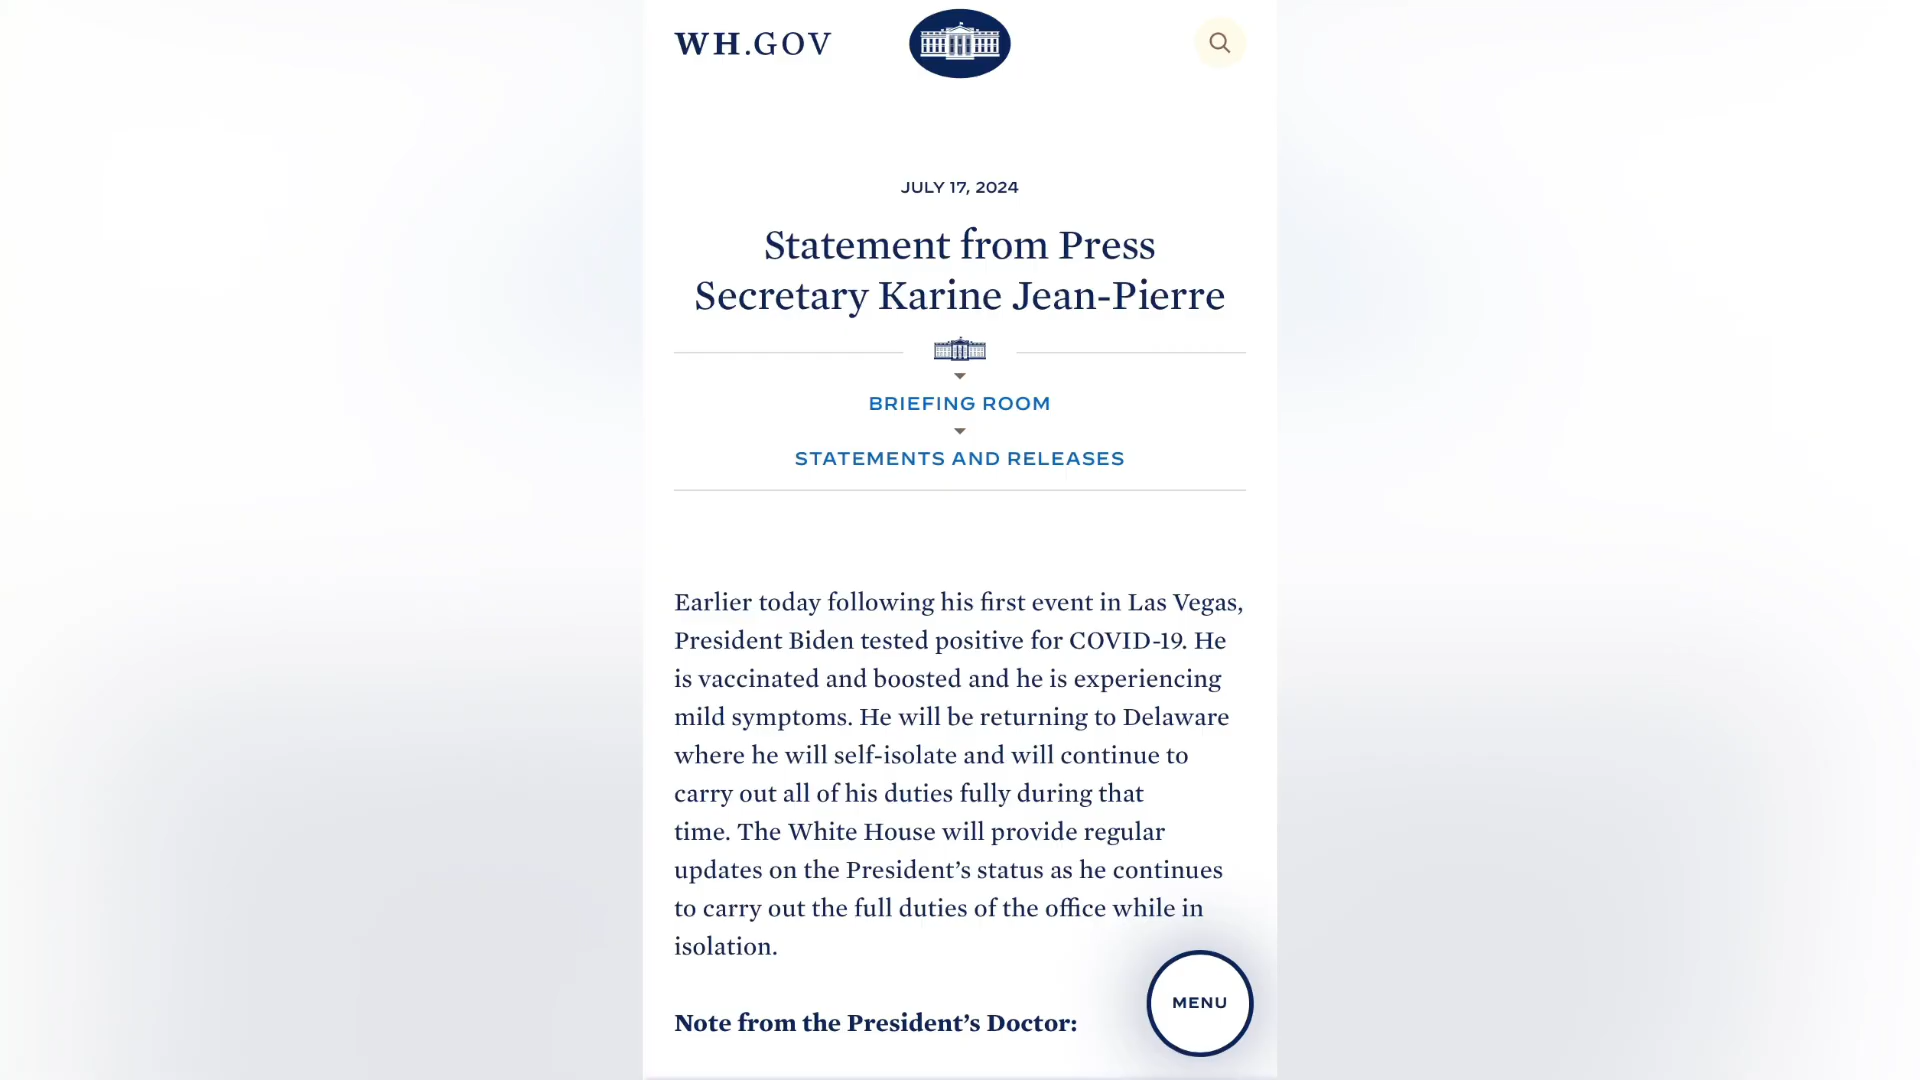 WH.GOV
JULY 17, 2024
Statement from Press
Secretary Karine Jean-Pierre
BRIEFING ROOM
STATEMENTS AND RELEASES
Earlier today following his first event in Las Vegas,
President Biden tested positive for COVID-19. He
is vaccinated and boosted and he is experiencing
mild symptoms. He will be returning to Delaware
where he will self-isolate and will continue to
carry out all of his duties fully during that
time. The White House will provide regular
updates on the President’s status as he continues
to carry out the full duties of the office while in
isolation.
MENU
Note from the President’s Doctor: